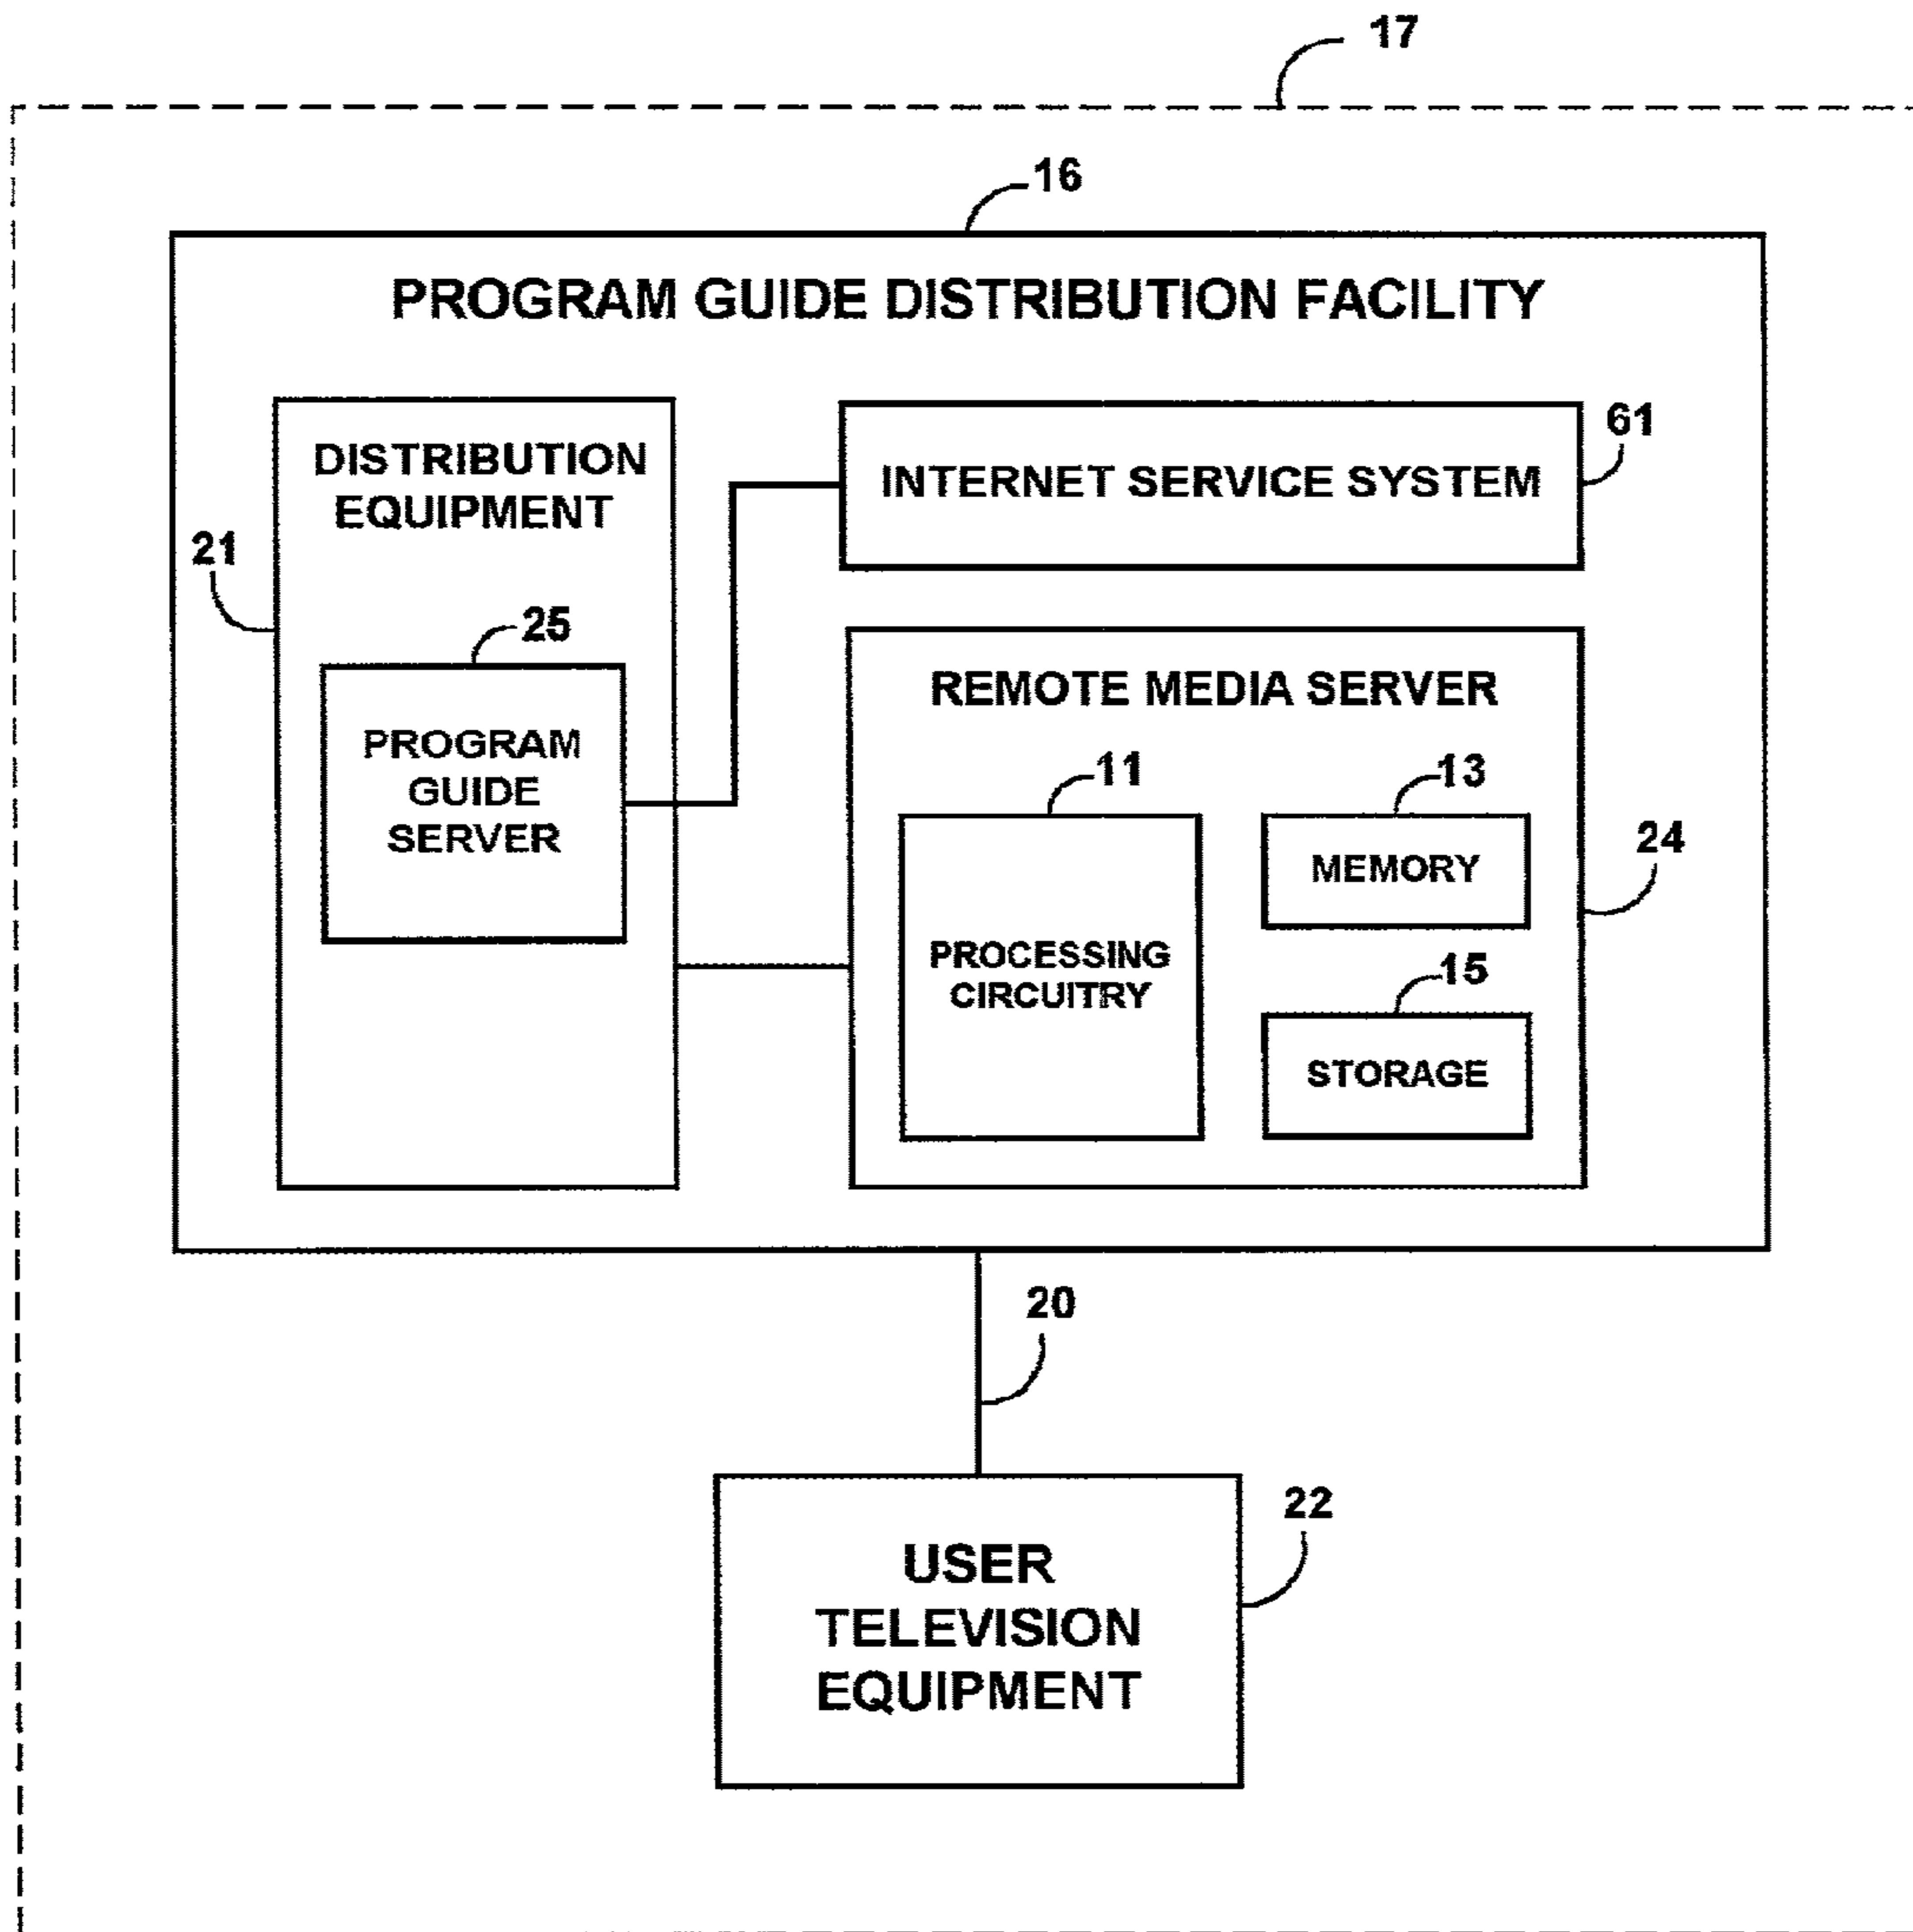 17
16
PROGRAM GUIDE DISTRIBUTION FACILITY
DISTRIBUTION
EQUIPMENT
21
25
PROGRAM
GUIDE
SERVER
61
INTERNET SERVICE SYSTEM
REMOTE MEDIA SERVER
11
13
24
MEMORY
PROCESSING
CIRCUITRY
15
STORAGE
20
22
USER
TELEVISION
EQUIPMENT